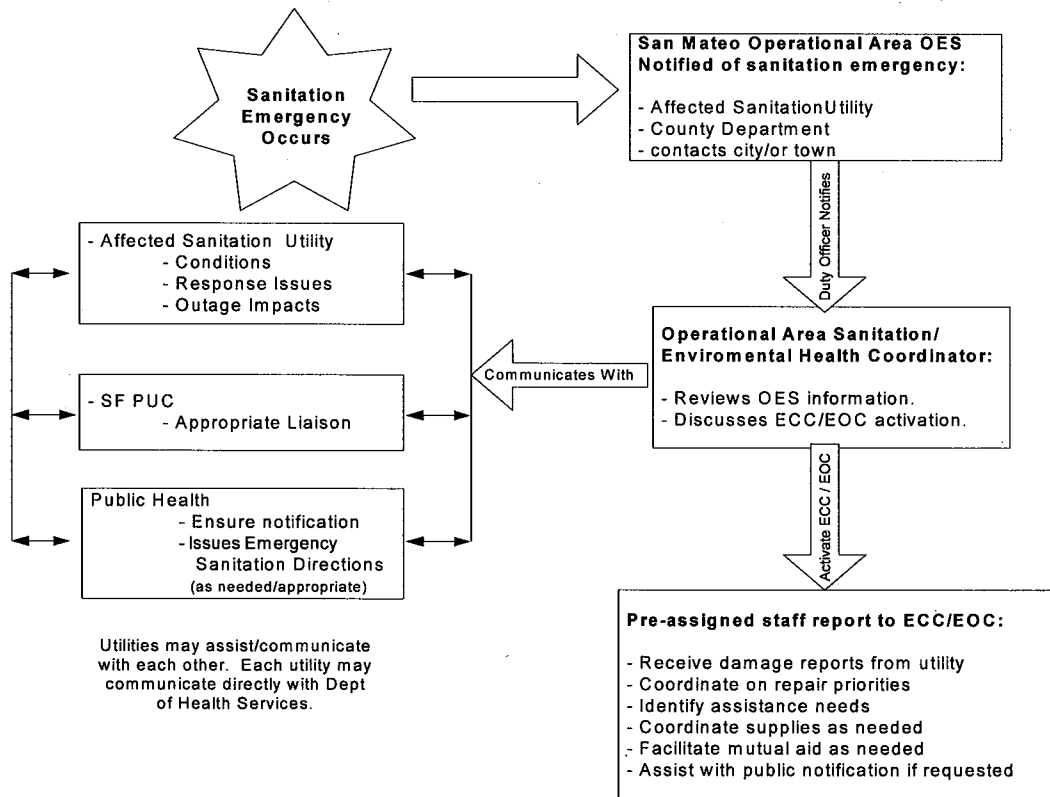 Sanitation
Emergency
Occurs
San Mateo Operational Area OES
Notified of sanitation emergency:
- Affected SanitationUtility
- County Department
- contacts city/or town
Duty Officer Notifies
Operational Area Sanitation/
Enviromental Health Coordinator:
- Reviews OES information.
- Discusses ECC/EOC activation.
Communicates With
- Affected Sanitation Utility
- Conditions
- Response Issues
- Outage Impacts
- SF PUC
- Appropriate Liaison
Public Health
- Ensure notification
- Issues Emergency
Sanitation Directions
(as needed/appropriate)
Utilities may assist/communicate
with each other. Each utility may
communicate directly with Dept
of Health Services.
Activate ECC / EOC
Pre-assigned staff report to ECC/EOC:
- Receive damage reports from utility
- Coordinate on repair priorities
- Identify assistance needs
- Coordinate supplies as needed
- Facilitate mutual aid as needed
- Assist with public notification if requested